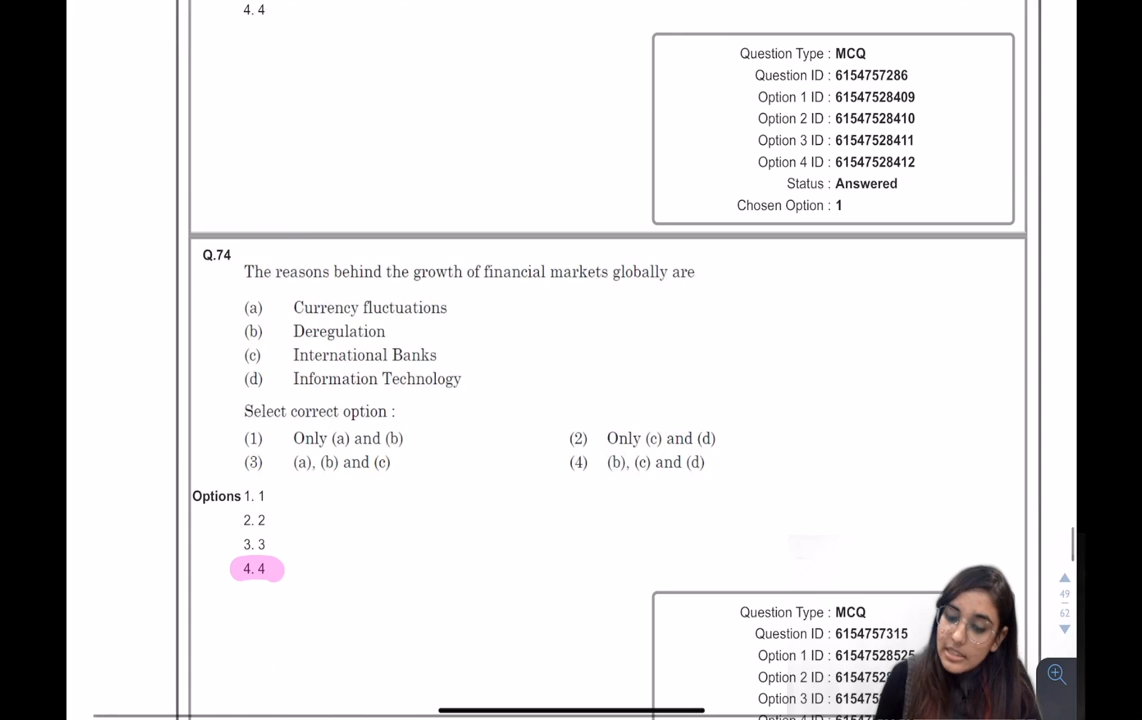 4. 4
Question Type : MCQ
Question ID : 6154757286
Option 1 ID : 61547528409
Option 2 ID : 61547528410
Option 3 ID : 61547528411
Option 4 ID : 61547528412
Status : Answered
Chosen Option : 1
Q.74
The reasons behind the growth of financial markets globally are
(a) Currency fluctuations
(b) Deregulation
(c) International Banks
(d) Information Technology
Select correct option :
(1) Only (a) and (b) (2) Only (c) and (d)
(3) (a), (b) and (c) (4) (b), (c) and (d)
Options 1. 1
2. 2
3. 3
4. 4
Question Type : MCQ
Question ID : 6154757315
Option 1 ID : 61547528525
Option 2 ID :
Option 3 ID :
49
62